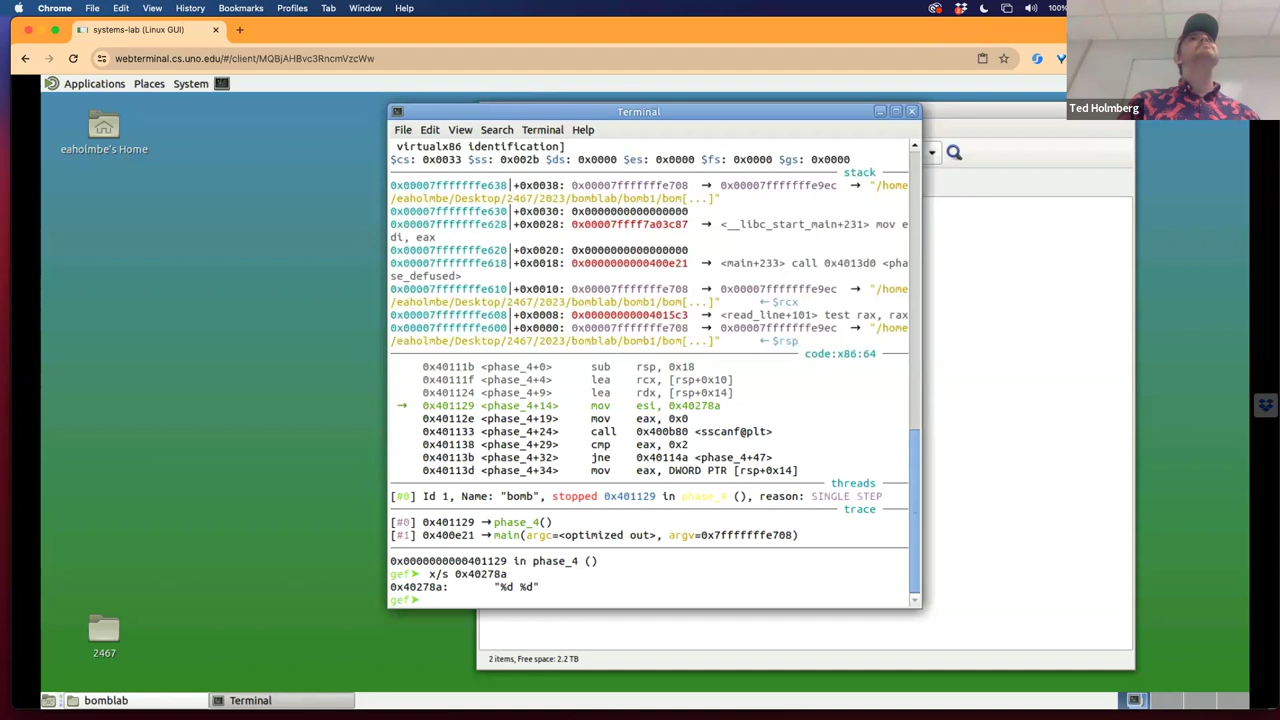 Chrome File Edit View History Bookmarks Profiles Tab Window Help 100%
systems-lab (Linux GUI)
webterminal.cs.uno.edu/#/client/MQBjAHBvc3RncmVzcWw
Ted Holmberg
Applications Places System
eaholmbe's Home
Terminal
File Edit View Search Terminal Help
virtualx86 identification]
$cs: 0x0033 $ss: 0x002b $ds: 0x0000 $es: 0x0000 $fs: 0x0000 $gs: 0x0000
stack
0x00007fffffffe638│+0x0038: 0x00007fffffffe708 → 0x00007fffffffe9ec → "/home
/eaholmbe/Desktop/2467/2023/bomblab/bomb1/bom[...]"
0x00007fffffffe630│+0x0030: 0x0000000000000000
0x00007fffffffe628│+0x0028: 0x00007ffff7a03c87 → <__libc_start_main+231> mov e
di, eax
0x00007fffffffe620│+0x0020: 0x0000000000000000
0x00007fffffffe618│+0x0018: 0x0000000000400e21 → <main+233> call 0x4013d0 <pha
se_defused>
0x00007fffffffe610│+0x0010: 0x00007fffffffe708 → 0x00007fffffffe9ec → "/home
/eaholmbe/Desktop/2467/2023/bomblab/bomb1/bom[...]" ←$rcx
0x00007fffffffe608│+0x0008: 0x00000000004015c3 → <read_line+101> test rax, rax
0x00007fffffffe600│+0x0000: 0x00007fffffffe708 → 0x00007fffffffe9ec → "/home
/eaholmbe/Desktop/2467/2023/bomblab/bomb1/bom[...]" ←$rsp
code:x86:64
0x40111b <phase_4+0> sub rsp, 0x18
0x40111f <phase_4+4> lea rcx, [rsp+0x10]
0x401124 <phase_4+9> lea rdx, [rsp+0x14]
→ 0x401129 <phase_4+14> mov esi, 0x40278a
0x40112e <phase_4+19> mov eax, 0x0
0x401133 <phase_4+24> call 0x400b80 <sscanf@plt>
0x401138 <phase_4+29> cmp eax, 0x2
0x40113b <phase_4+32> jne 0x40114a <phase_4+47>
0x40113d <phase_4+34> mov eax, DWORD PTR [rsp+0x14]
threads
[#0] Id 1, Name: "bomb", stopped 0x401129 in phase_4 (), reason: SINGLE STEP
trace
[#0] 0x401129 → phase_4()
[#1] 0x400e21 → main(argc=<optimized out>, argv=0x7fffffffe708)
0x0000000000401129 in phase_4 ()
gef➤ x/s 0x40278a
0x40278a: "%d %d"
gef➤
2467
2 items, Free space: 2.2 TB
bomblab
Terminal